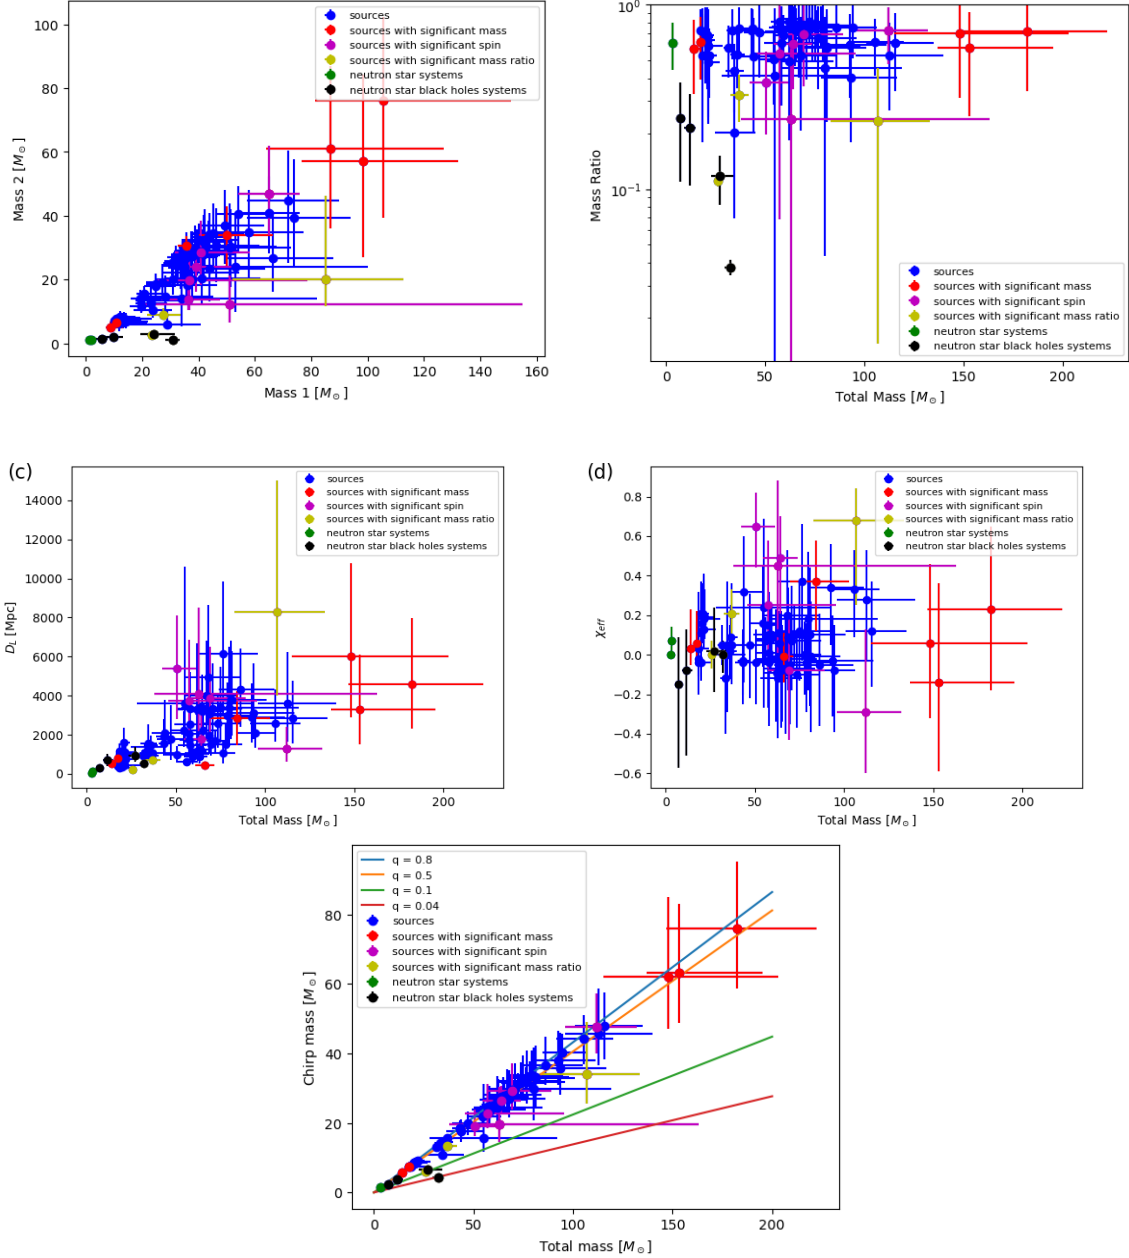 sources
sources with significant mass
sources with significant spin
sources with significant mass ratio
neutron star systems
neutron star black holes systems
100
80
60
40
20
0
Mass 2 [M⊙]
0 20 40 60 80 100 120 140 160
Mass 1 [M⊙]
10⁰
10⁻¹
Mass Ratio
sources
sources with significant mass
sources with significant spin
sources with significant mass ratio
neutron star systems
neutron star black holes systems
0 50 100 150 200
Total Mass [M⊙]
(c)
sources
sources with significant mass
sources with significant spin
sources with significant mass ratio
neutron star systems
neutron star black holes systems
14000
12000
10000
8000
6000
4000
2000
0
D_L [Mpc]
0 50 100 150 200
Total Mass [M⊙]
(d)
sources
sources with significant mass
sources with significant spin
sources with significant mass ratio
neutron star systems
neutron star black holes systems
0.8
0.6
0.4
0.2
0.0
−0.2
−0.4
−0.6
χ_eff
0 50 100 150 200
Total Mass [M⊙]
q = 0.8
q = 0.5
q = 0.1
q = 0.04
sources
sources with significant mass
sources with significant spin
sources with significant mass ratio
neutron star systems
neutron star black holes systems
80
60
40
20
0
Chirp mass [M⊙]
0 50 100 150 200
Total mass [M⊙]